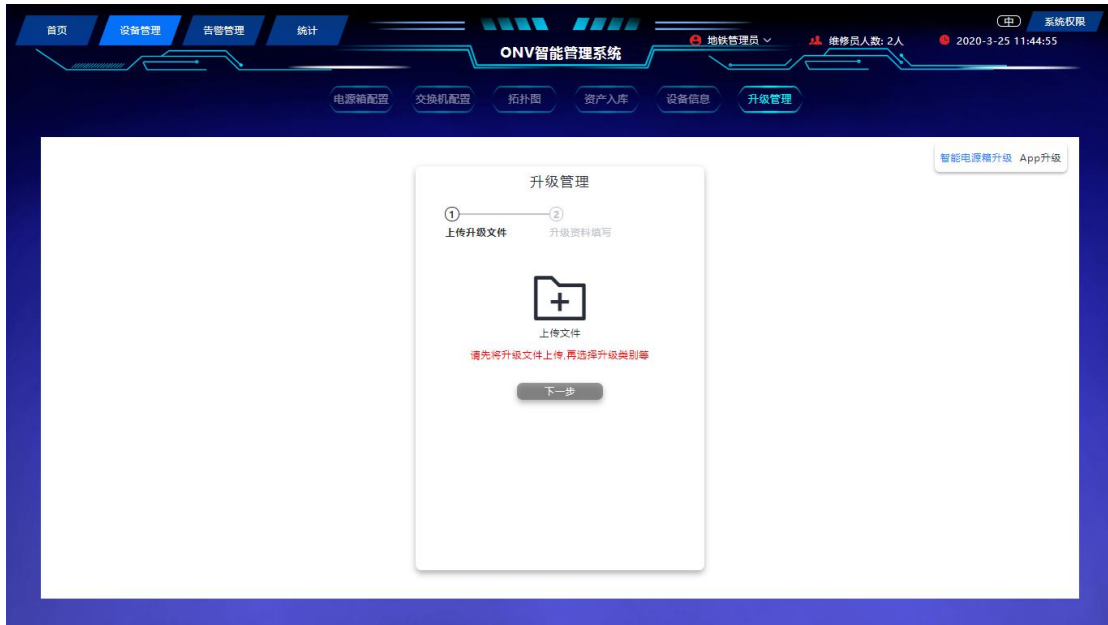 首页 设备管理 告警管理 统计 中 系统权限
ONV智能管理系统 地铁管理员 维修员人数: 2人 2020-3-25 11:44:55
电源箱配置 交换机配置 拓扑图 资产入库 设备信息 升级管理
智能电源箱升级 App升级
升级管理
1 2
上传升级文件 升级资料填写
上传文件
请先将升级文件上传,再选择升级类别等
下一步